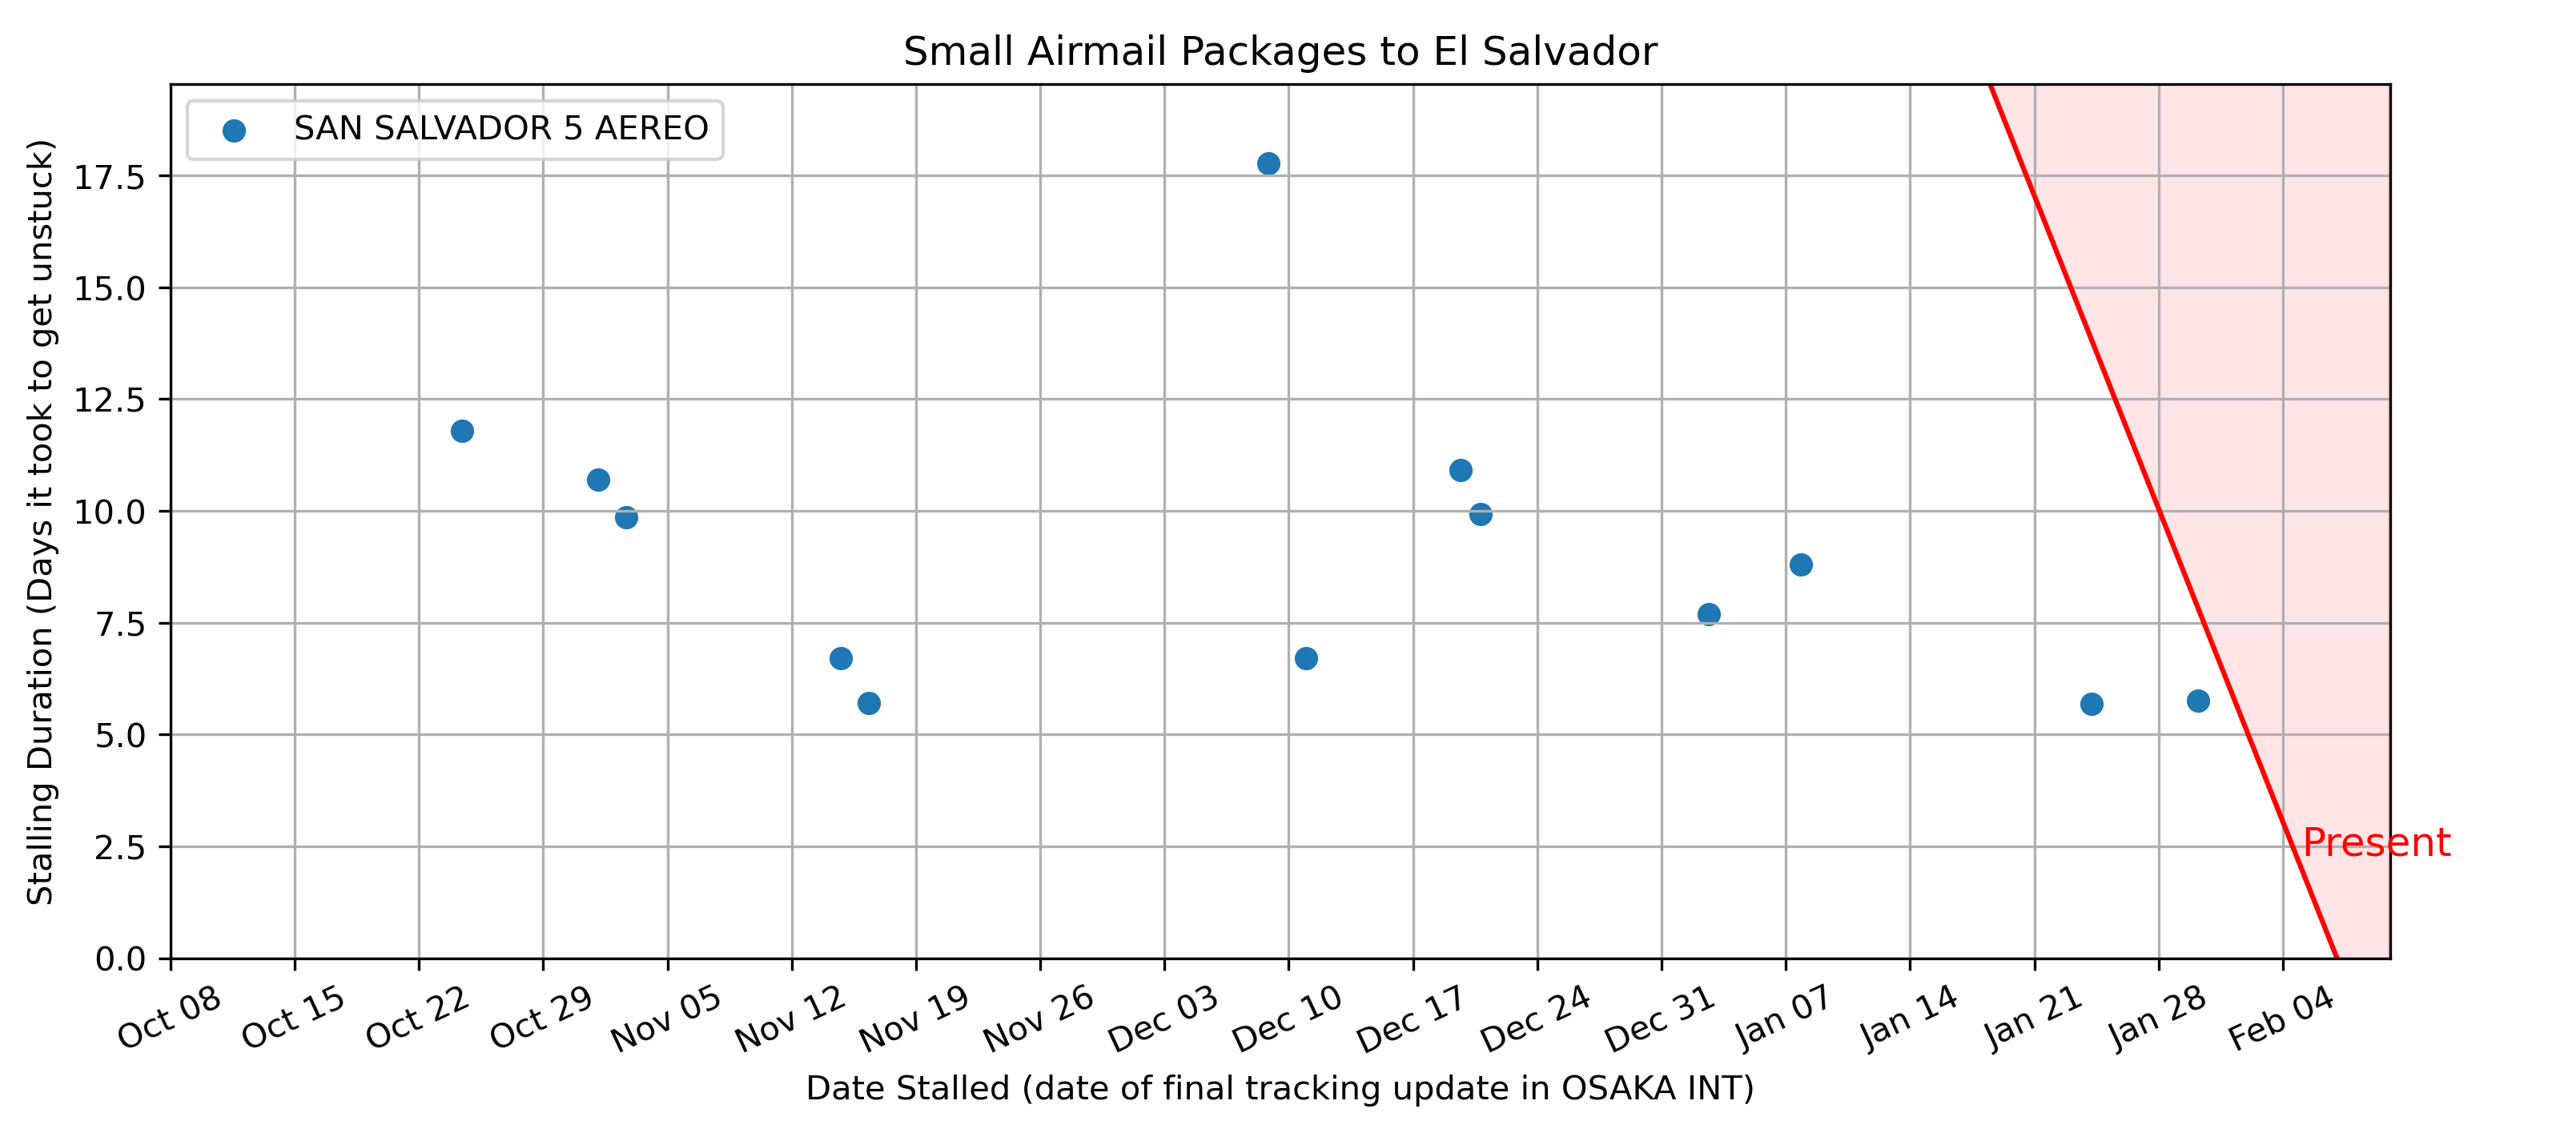 Small Airmail Packages to El Salvador
SAN SALVADOR 5 AEREO
Stalling Duration (Days it took to get unstuck)
17.5
15.0
12.5
10.0
7.5
5.0
2.5
0.0
Present
Oct 08 Oct 15 Oct 22 Oct 29 Nov 05 Nov 12 Nov 19 Nov 26 Dec 03 Dec 10 Dec 17 Dec 24 Dec 31 Jan 07 Jan 14 Jan 21 Jan 28 Feb 04
Date Stalled (date of final tracking update in OSAKA INT)